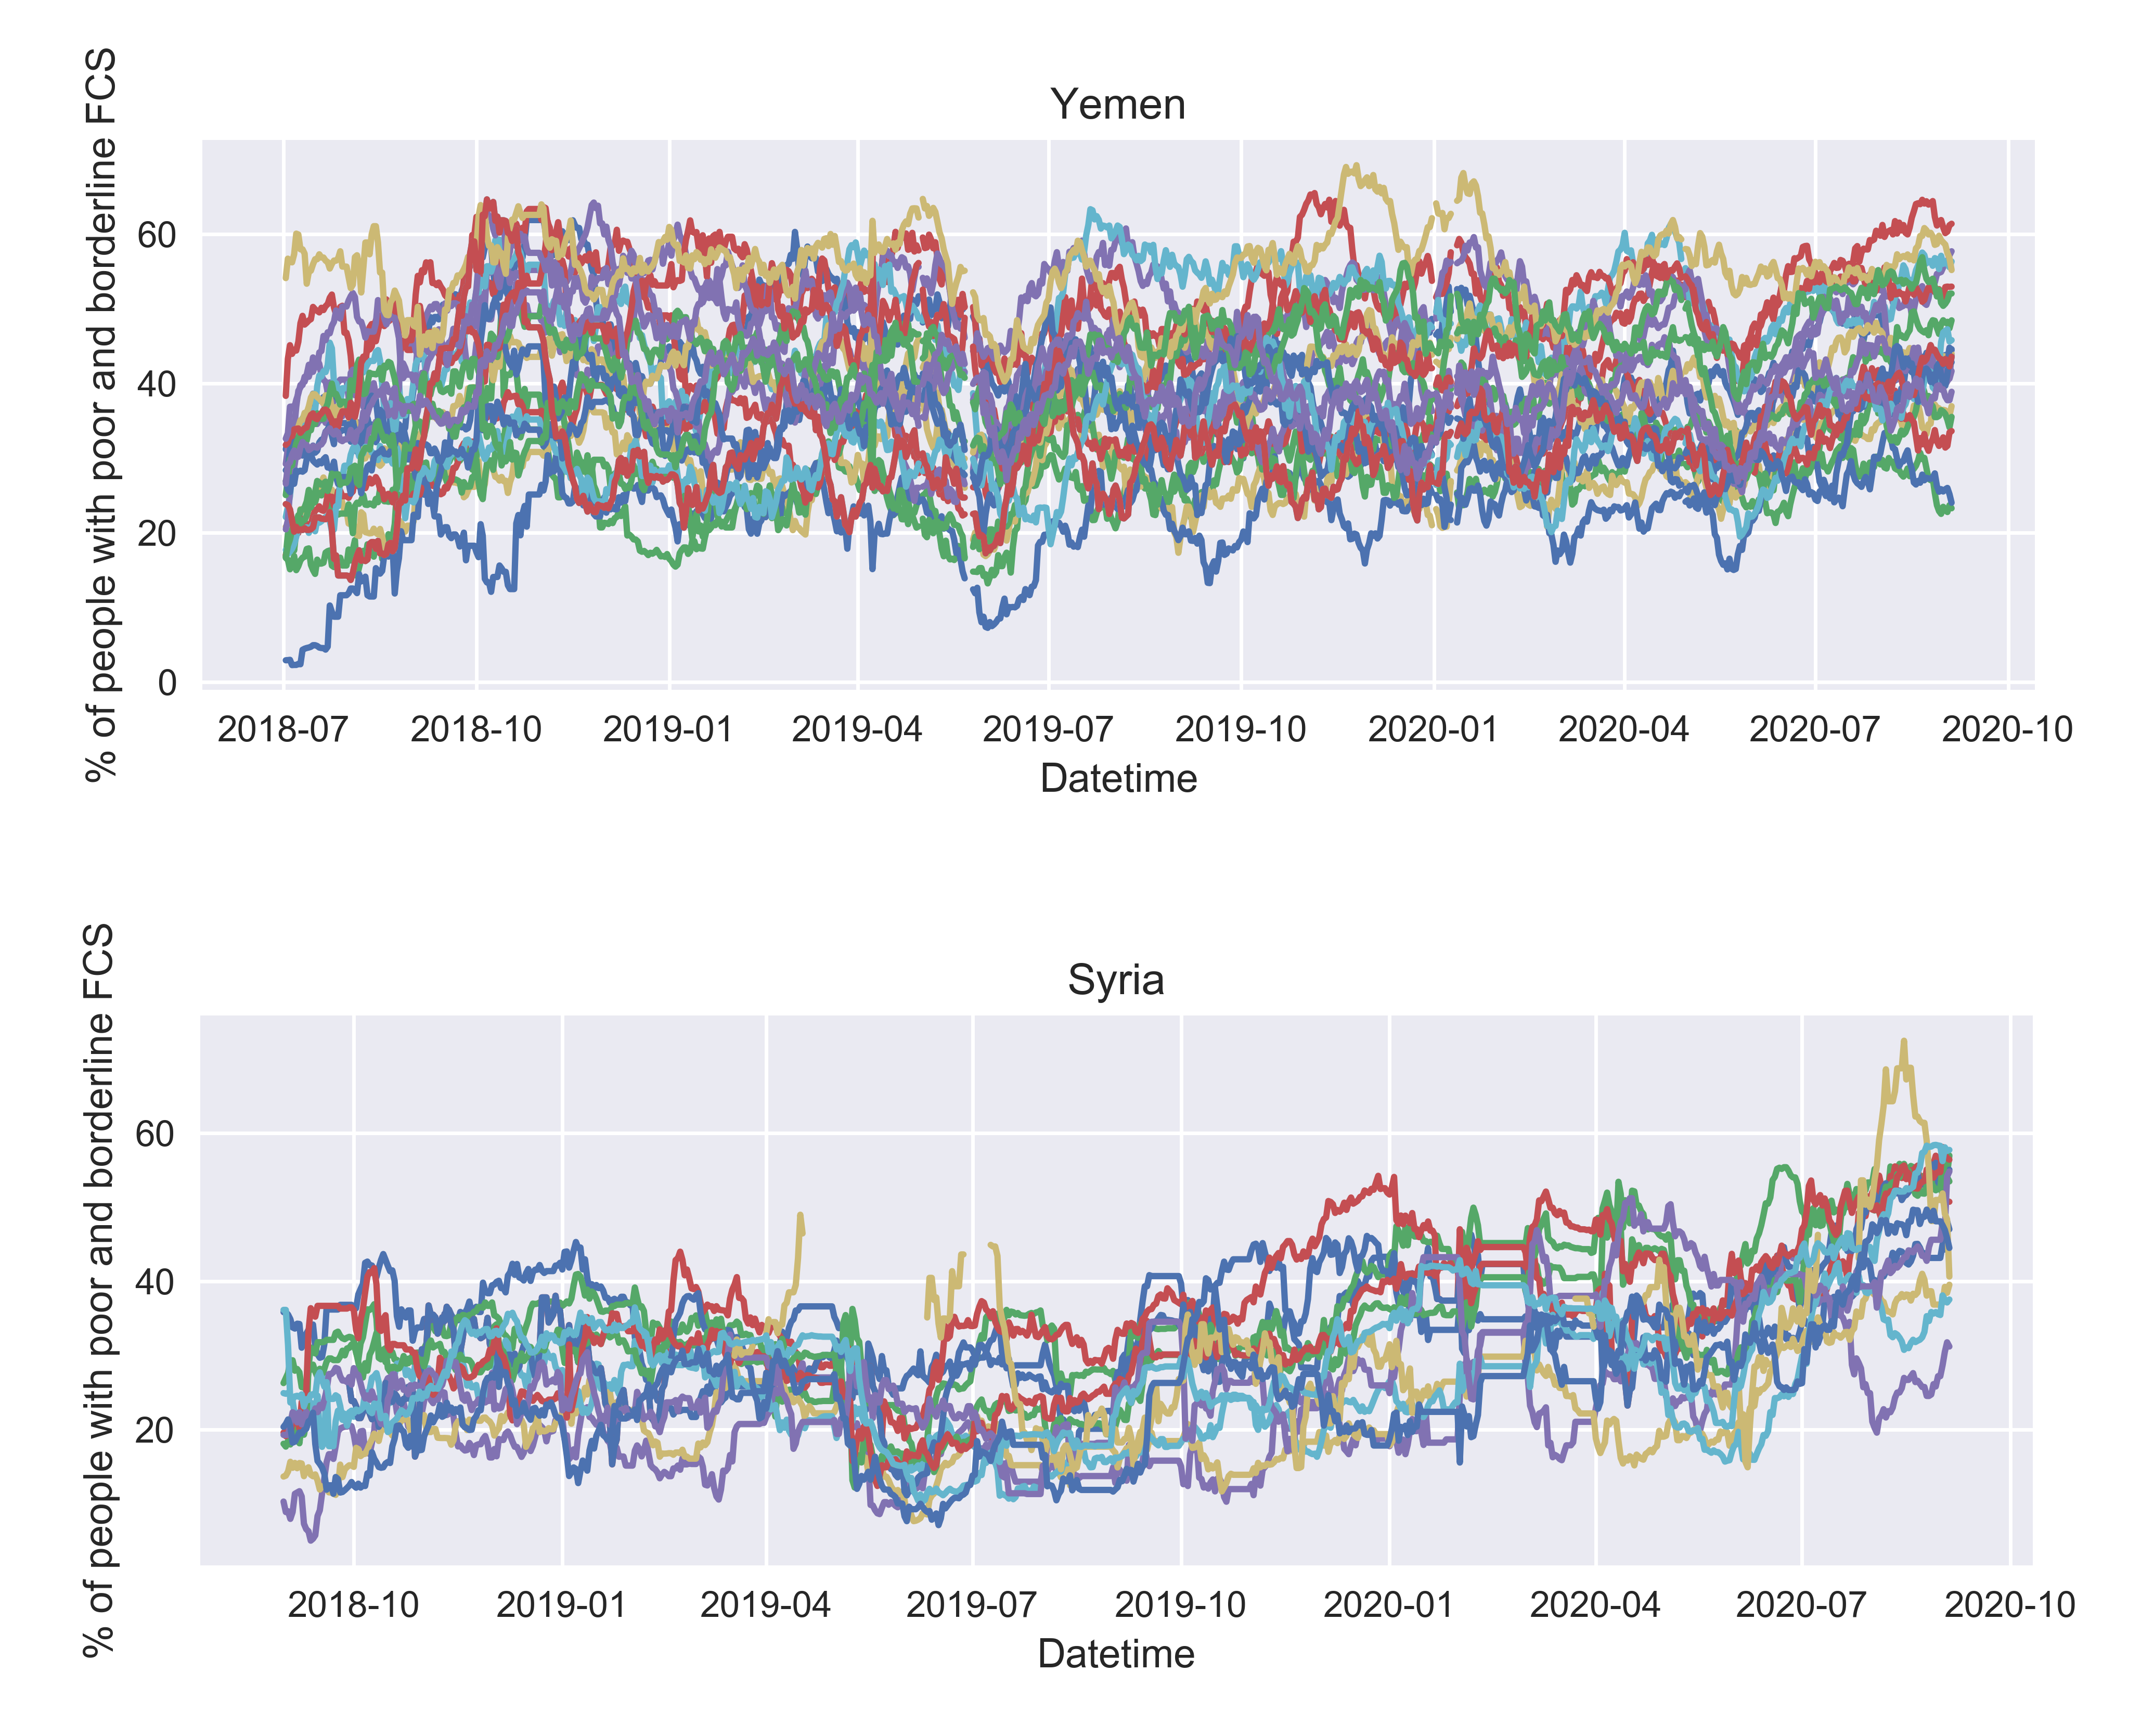 Yemen
% of people with poor and borderline FCS
60
40
20
0
2018-07 2018-10 2019-01 2019-04 2019-07 2019-10 2020-01 2020-04 2020-07 2020-10
Datetime
Syria
% of people with poor and borderline FCS
60
40
20
2018-10 2019-01 2019-04 2019-07 2019-10 2020-01 2020-04 2020-07 2020-10
Datetime